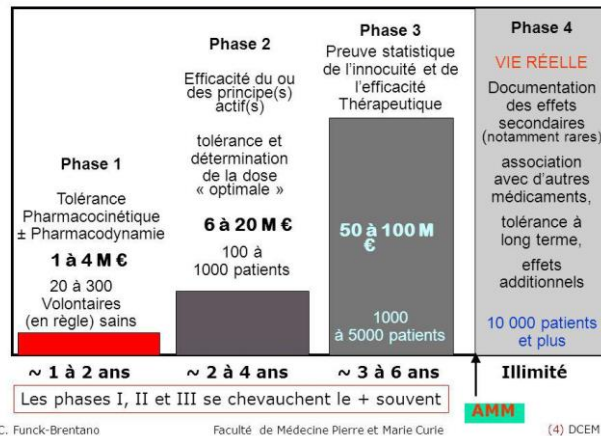 Phase 1
Tolérance
Pharmacocinétique
± Pharmacodynamie
1 à 4 M €
20 à 300
Volontaires
(en règle) sains
~ 1 à 2 ans
Phase 2
Efficacité du ou
des principe(s)
actif(s)
tolérance et
détermination
de la dose
« optimale »
6 à 20 M €
100 à
1000 patients
~ 2 à 4 ans
Phase 3
Preuve statistique
de l’innocuité et de
l’efficacité
Thérapeutique
50 à 100 M
€
1000
à 5000 patients
~ 3 à 6 ans
Phase 4
VIE RÉELLE
Documentation
des effets
secondaires
(notamment rares)
association
avec d’autres
médicaments,
tolérance à
long terme,
effets
additionnels
10 000 patients
et plus
Illimité
Les phases I, II et III se chevauchent le + souvent
AMM
C. Funck-Brentano
Faculté de Médecine Pierre et Marie Curie
(4) DCEM